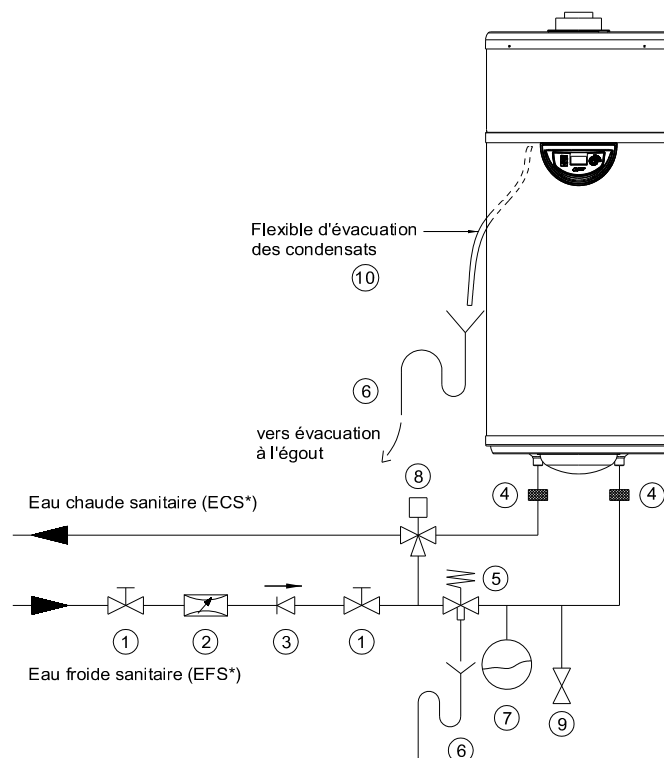 Flexible d'évacuation
des condensats
10
6
vers évacuation
à l'égout
8
4
4
Eau chaude sanitaire (ECS*)
5
1
2
3
1
Eau froide sanitaire (EFS*)
7
9
6